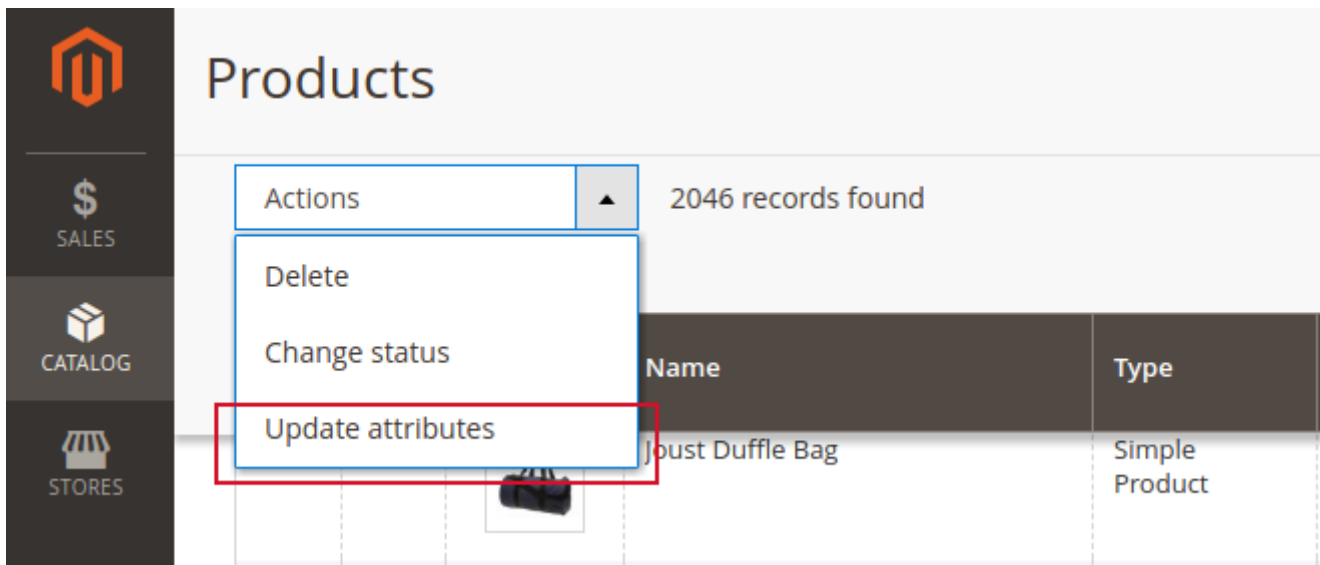 Products
Actions
2046 records found
$
SALES
Delete
Change status
CATALOG
Name
Type
Update attributes
Joust Duffle Bag
Simple
Product
STORES